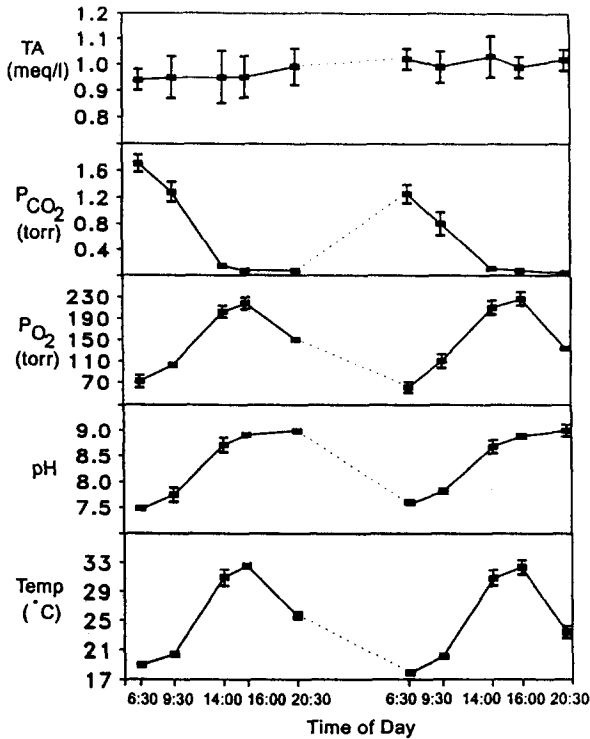 TA
(meq/l)
1.2
1.1
1.0
0.9
0.8
PCO2
(torr)
1.6
1.2
0.8
0.4
PO2
(torr)
230
190
150
110
70
pH
9.0
8.5
8.0
7.5
Temp
(°C)
33
29
25
21
17
6:30 9:30 14:00 16:00 20:30 6:30 9:30 14:00 16:00 20:30
Time of Day